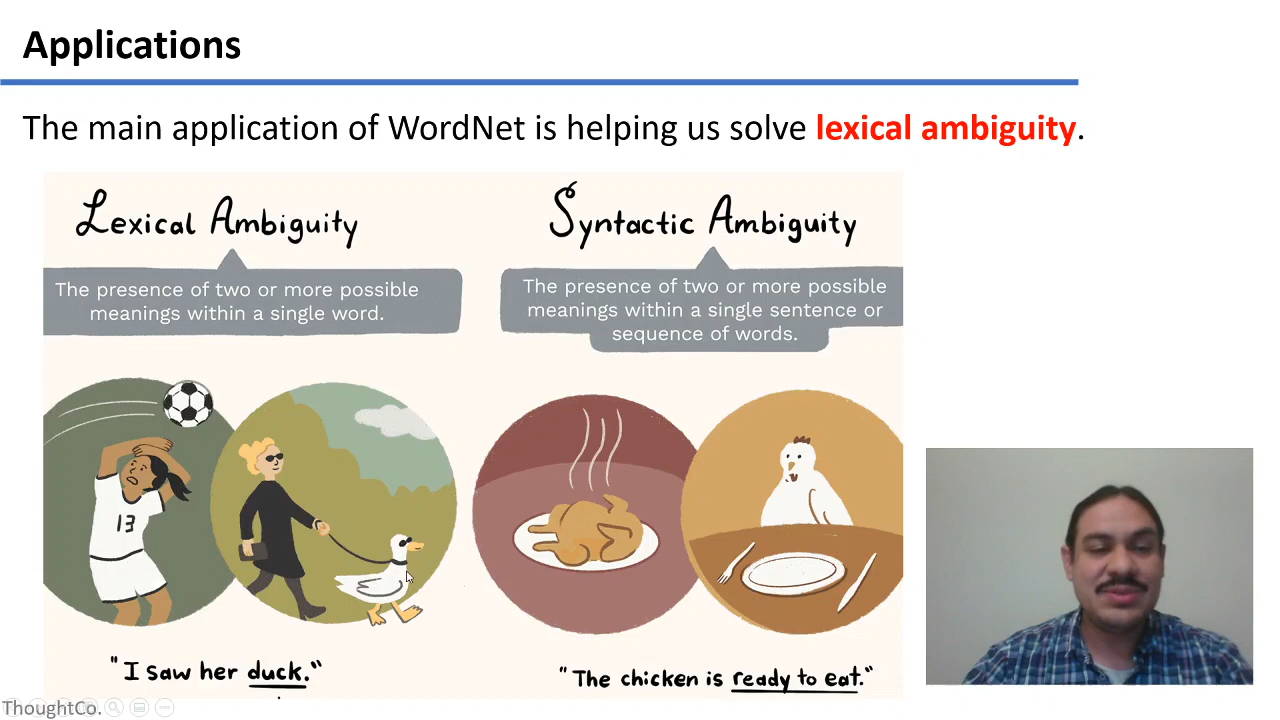 Applications
The main application of WordNet is helping us solve lexical ambiguity.
Lexical Ambiguity
The presence of two or more possible
meanings within a single word.
13
"I saw her duck."
Syntactic Ambiguity
The presence of two or more possible
meanings within a single sentence or
sequence of words.
"The chicken is ready to eat."
ThoughtCo.